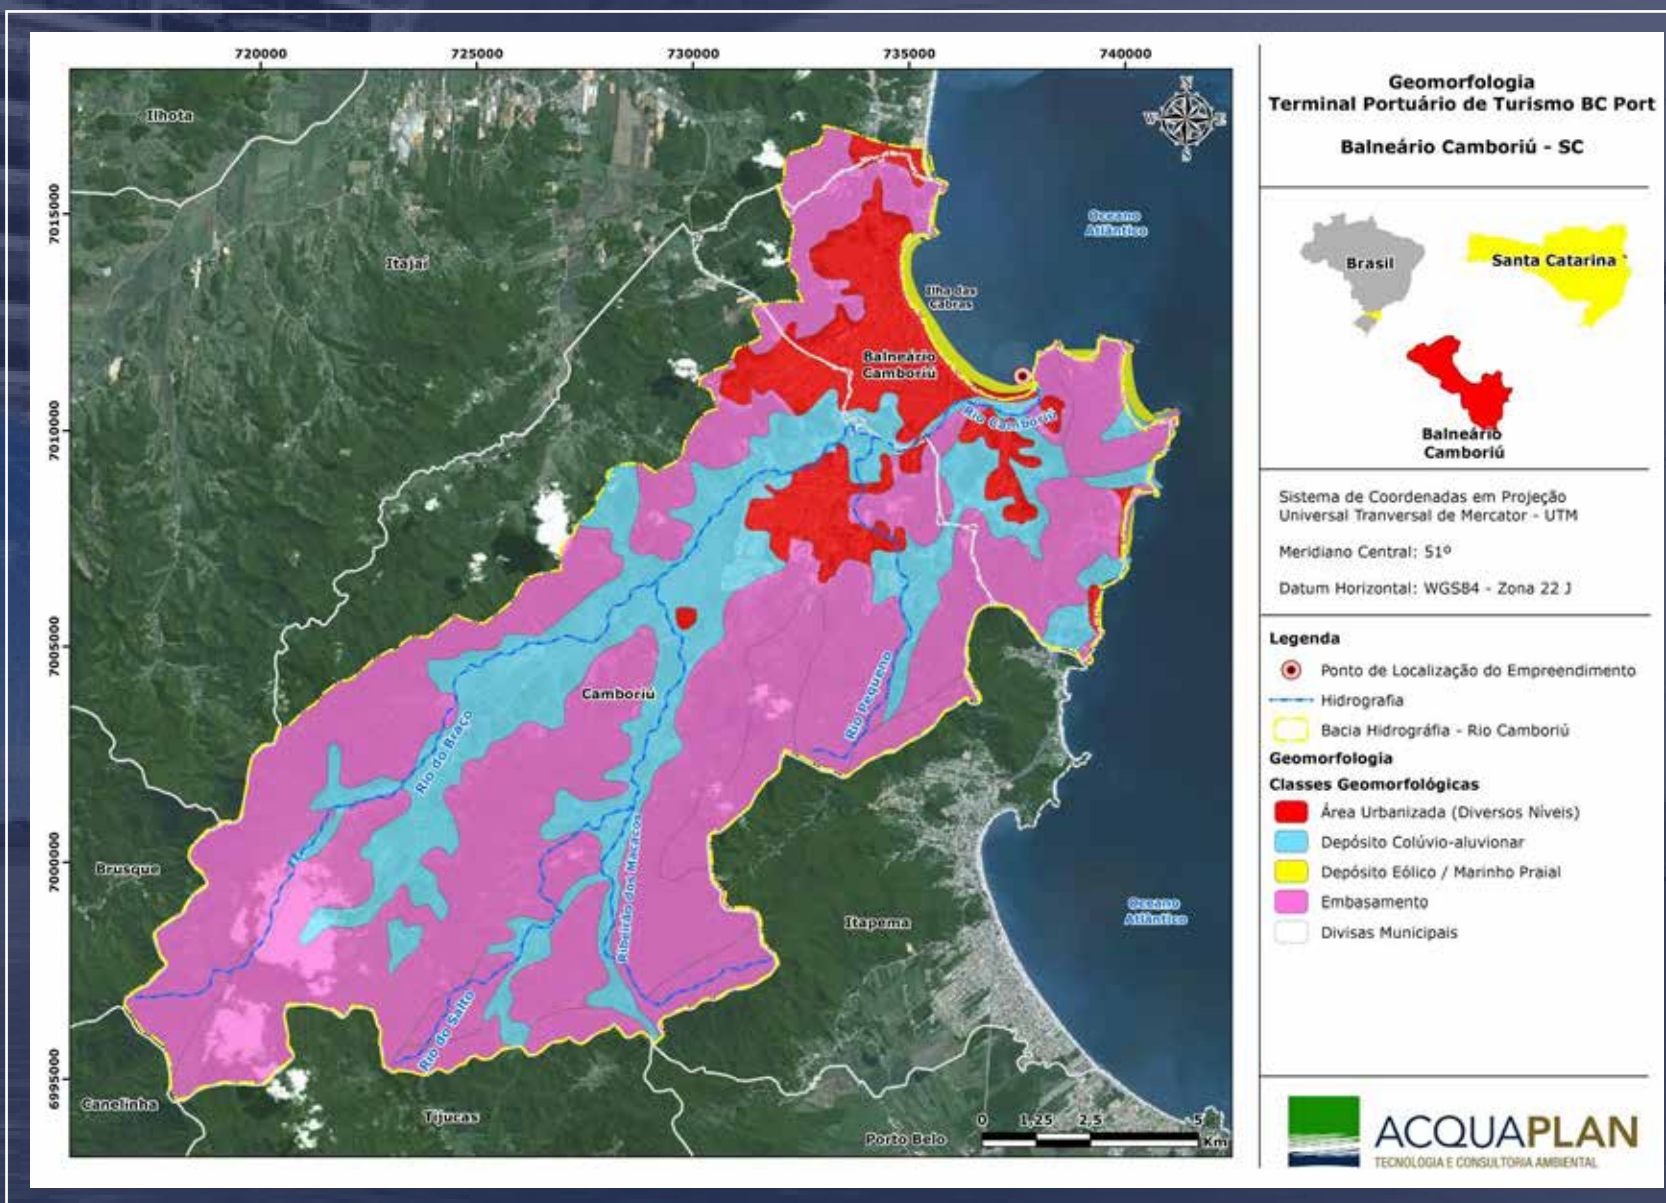 720000
725000
730000
735000
740000
7015000
7010000
7005000
7000000
6995000
Ilhota
N
W
E
S
Oceano
Atlântico
Itajaí
Ilha das
Cabras
Balneário
Camboriú
Rio Camboriú
Camboriú
Rio Pequeno
Rio do Braço
Ribeirão dos Macacos
Brusque
Itapema
Oceano
Atlântico
Rio do Salto
Canelinha
Tijucas
Porto Belo
0
1,25
2,5
5
Km
Geomorfologia
Terminal Portuário de Turismo BC Port
Balneário Camboriú - SC
Brasil
Santa Catarina
Balneário
Camboriú
Sistema de Coordenadas em Projeção
Universal Tranversal de Mercator - UTM
Meridiano Central: 51º
Datum Horizontal: WGS84 - Zona 22 J
Legenda
Ponto de Localização do Empreendimento
Hidrografia
Bacia Hidrográfia - Rio Camboriú
Geomorfologia
Classes Geomorfológicas
Área Urbanizada (Diversos Níveis)
Depósito Colúvio-aluvionar
Depósito Eólico / Marinho Praial
Embasamento
Divisas Municipais
ACQUAPLAN
TECNOLOGIA E CONSULTORIA AMBIENTAL